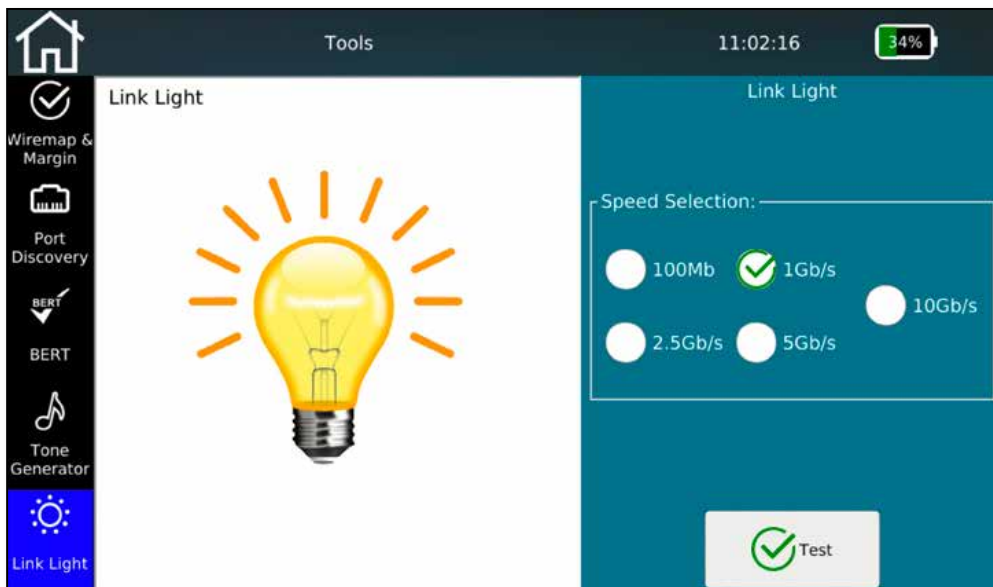 Tools
11:02:16
34%
Wiremap &
Margin
Port
Discovery
BERT
BERT
Tone
Generator
Link Light
Link Light
Link Light
Speed Selection:
100Mb
1Gb/s
10Gb/s
2.5Gb/s
5Gb/s
Test